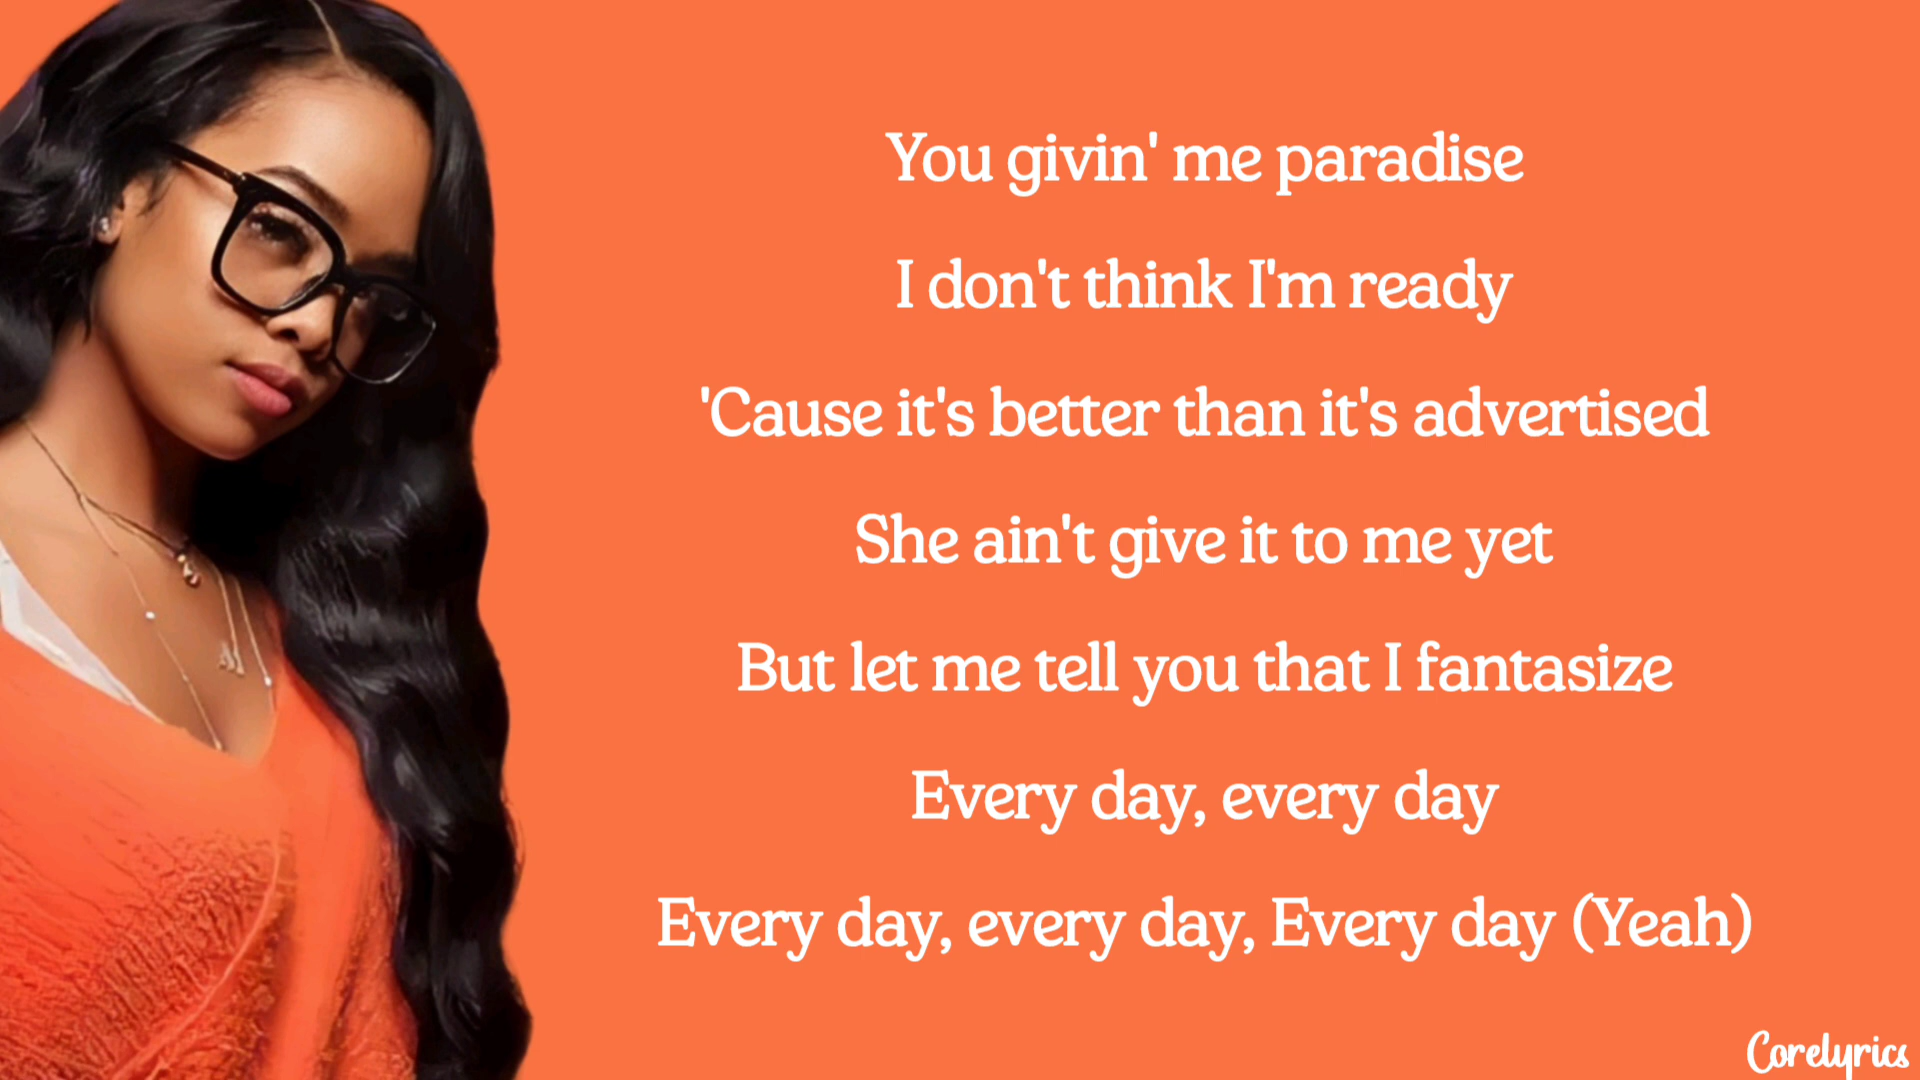 You givin' me paradise
I don't think I'm ready
'Cause it's better than it's advertised
She ain't give it to me yet
But let me tell you that I fantasize
Every day, every day
Every day, every day, Every day (Yeah)
Corelyrics